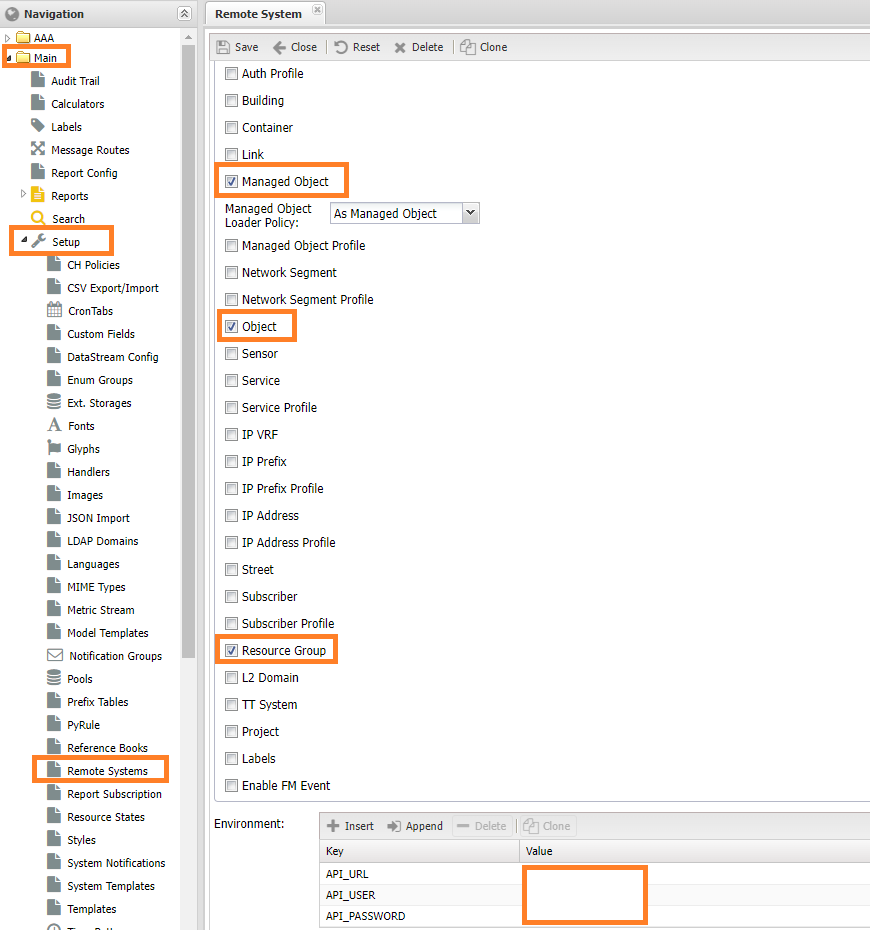 Navigation
AAA
Main
Audit Trail
Calculators
Labels
Message Routes
Report Config
Reports
Search
Setup
CH Policies
CSV Export/Import
CronTabs
Custom Fields
DataStream Config
Enum Groups
Ext. Storages
Fonts
Glyphs
Handlers
Images
JSON Import
LDAP Domains
Languages
MIME Types
Metric Stream
Model Templates
Notification Groups
Pools
Prefix Tables
PyRule
Reference Books
Remote Systems
Report Subscription
Resource States
Styles
System Notifications
System Templates
Templates
Remote System
Save Close Reset Delete Clone
Auth Profile
Building
Container
Link
Managed Object
Managed Object
Loader Policy:
As Managed Object
Managed Object Profile
Network Segment
Network Segment Profile
Object
Sensor
Service
Service Profile
IP VRF
IP Prefix
IP Prefix Profile
IP Address
IP Address Profile
Street
Subscriber
Subscriber Profile
Resource Group
L2 Domain
TT System
Project
Labels
Enable FM Event
Environment:
Insert Append Delete Clone
Key Value
API_URL
API_USER
API_PASSWORD